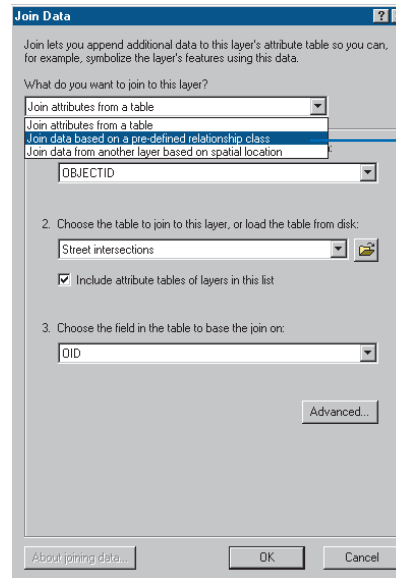 Join Data
Join lets you append additional data to this layer's attribute table so you can,
for example, symbolize the layer's features using this data.
What do you want to join to this layer?
Join attributes from a table
Join attributes from a table
Join data based on a pre-defined relationship class
Join data from another layer based on spatial location
OBJECTID
2. Choose the table to join to this layer, or load the table from disk:
Street intersections
Include attribute tables of layers in this list
3. Choose the field in the table to base the join on:
OID
Advanced...
About joining data...
OK
Cancel